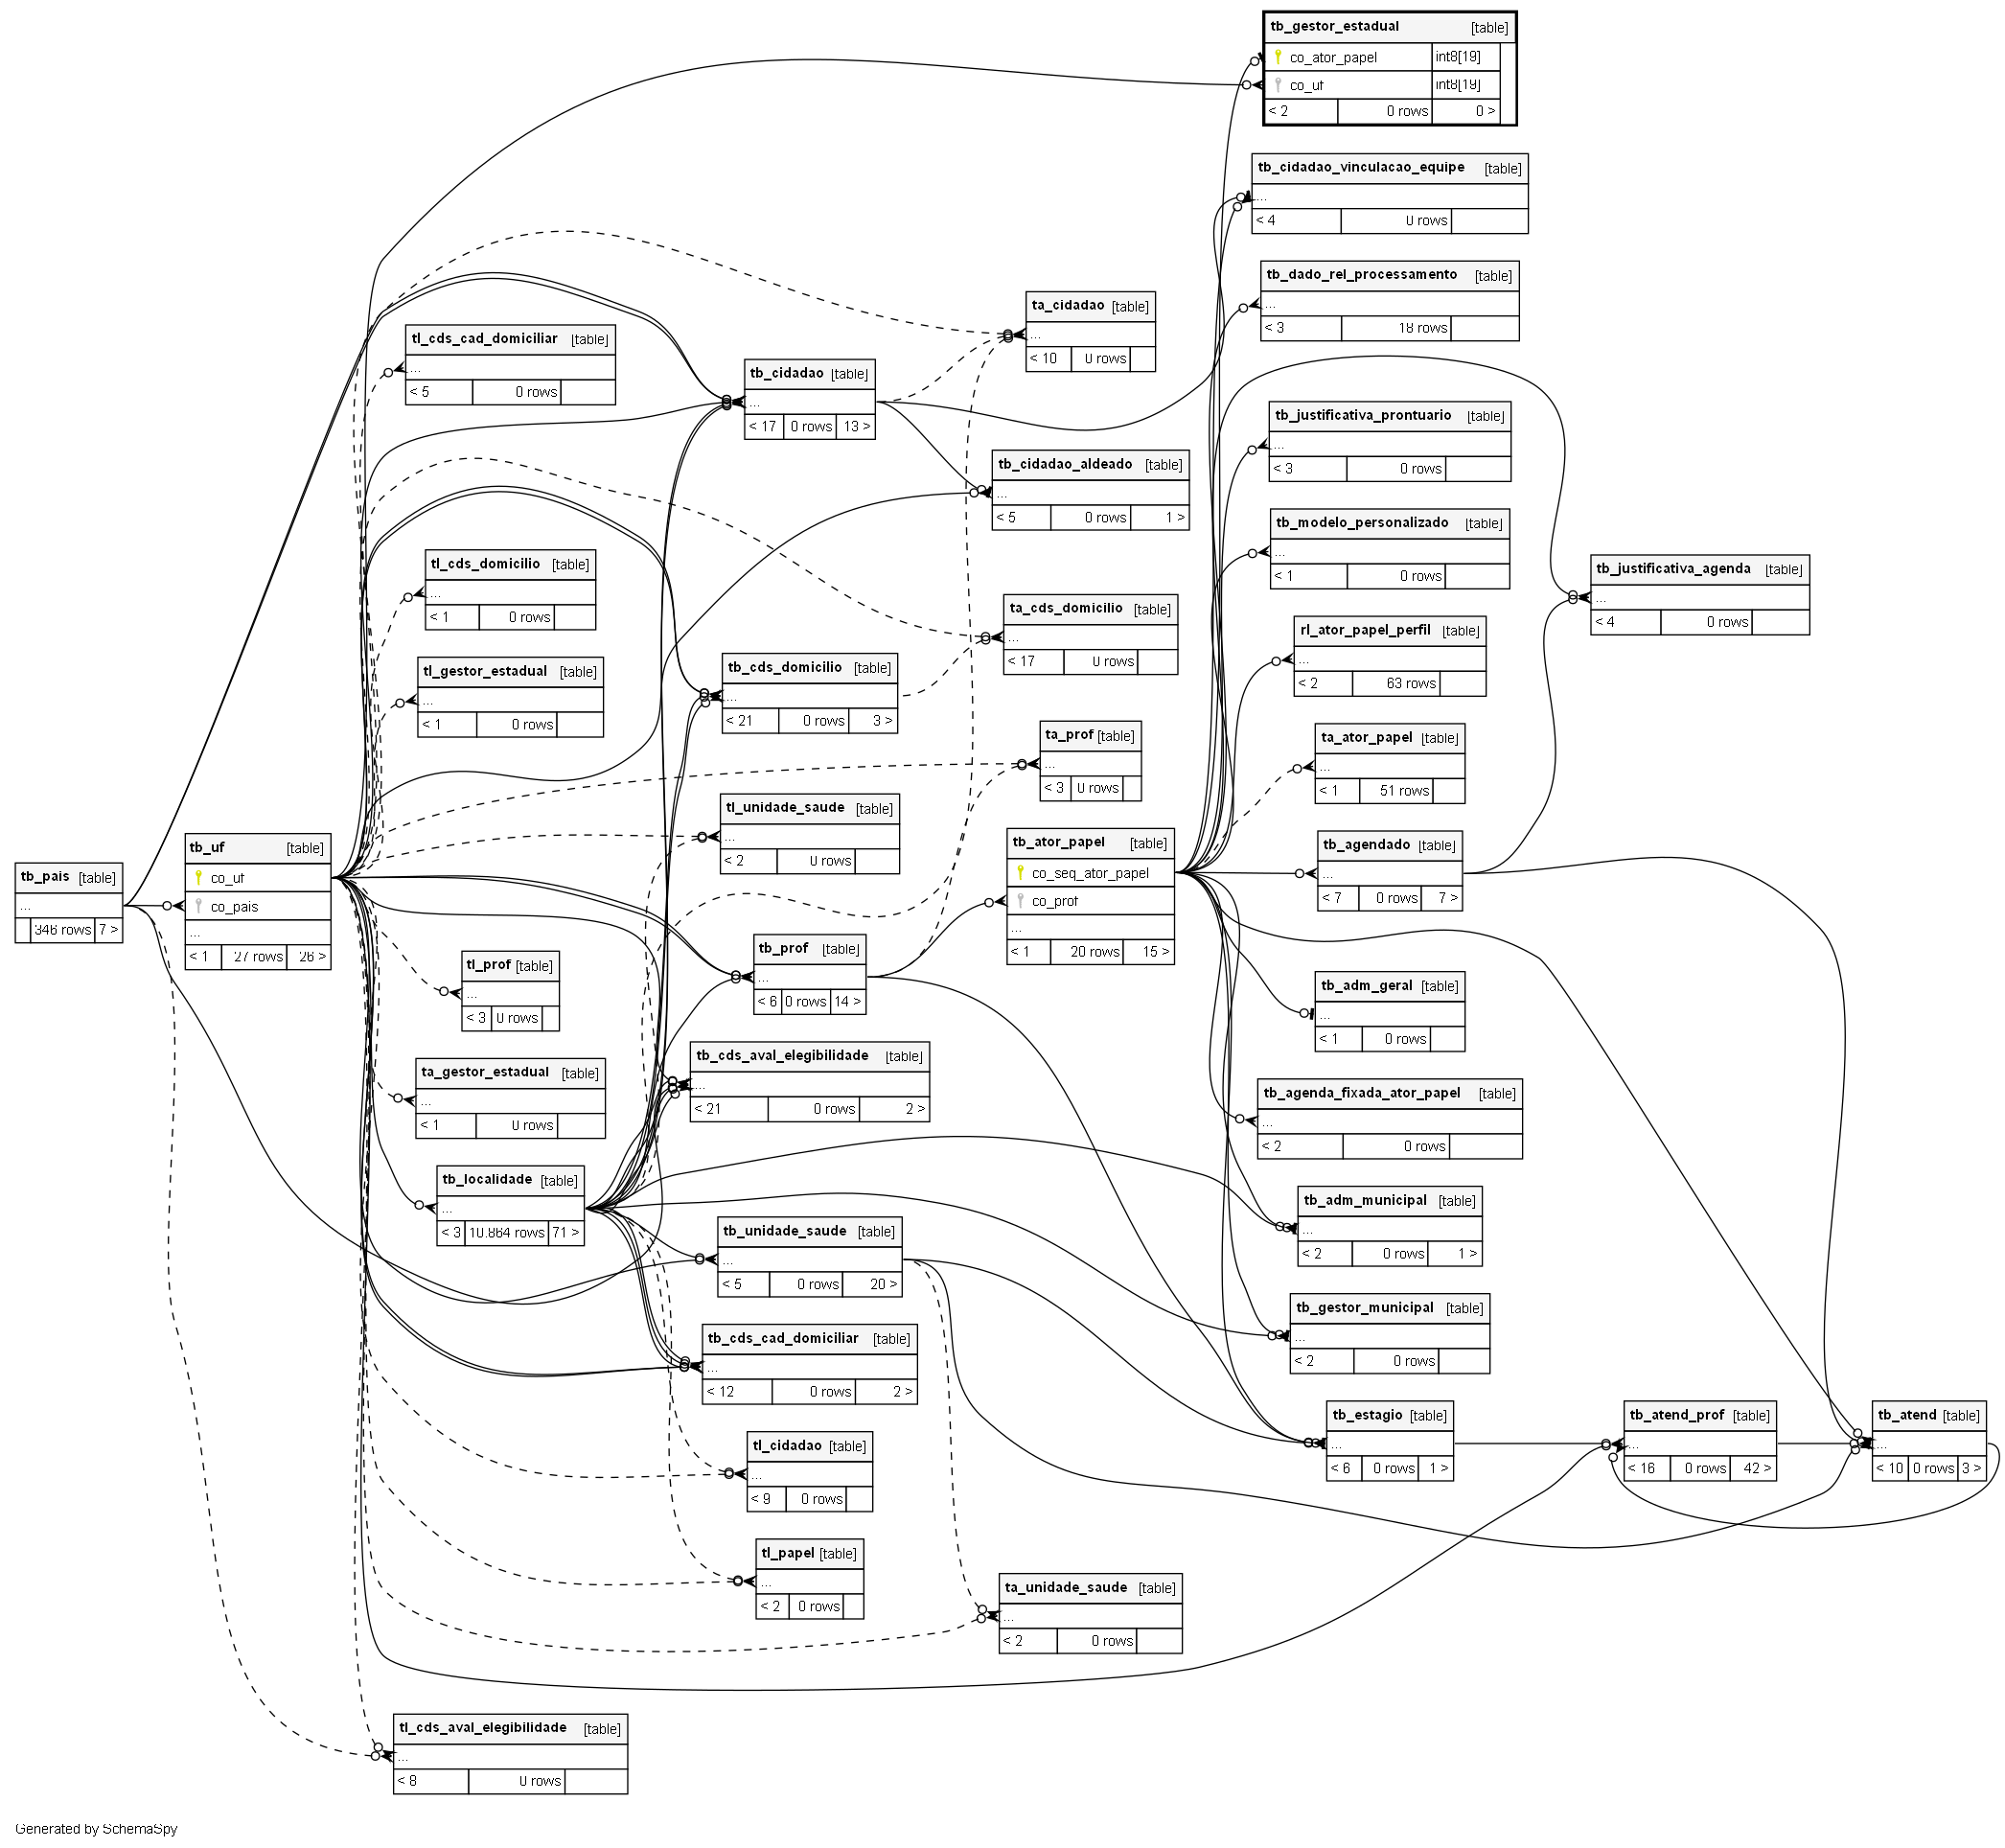 tb_gestor_estadual [table]
co_ator_papel int8[19]
co_uf int8[19]
< 2 0 rows 0 >
tb_cidadao_vinculacao_equipe [table]
...
< 4 0 rows
tb_dado_rel_processamento [table]
...
< 3 18 rows
ta_cidadao [table]
...
< 10 0 rows
tl_cds_cad_domiciliar [table]
...
< 5 0 rows
tb_cidadao [table]
...
< 17 0 rows 13 >
tb_justificativa_prontuario [table]
...
< 3 0 rows
tb_cidadao_aldeado [table]
...
< 5 0 rows 1 >
tb_modelo_personalizado [table]
...
< 1 0 rows
tl_cds_domicilio [table]
...
< 1 0 rows
tb_justificativa_agenda [table]
...
< 4 0 rows
ta_cds_domicilio [table]
...
< 17 0 rows
rl_ator_papel_perfil [table]
...
< 2 63 rows
tl_gestor_estadual [table]
...
< 1 0 rows
tb_cds_domicilio [table]
...
< 21 0 rows 3 >
ta_prof [table]
...
< 3 0 rows
ta_ator_papel [table]
...
< 1 51 rows
tl_unidade_saude [table]
...
< 2 0 rows
tb_pais [table]
...
346 rows 7 >
tb_uf [table]
co_uf
co_pais
...
< 1 27 rows 26 >
tb_ator_papel [table]
co_seq_ator_papel
co_prof
...
< 1 20 rows 15 >
tb_agendado [table]
...
< 7 0 rows 7 >
tb_prof [table]
...
< 6 0 rows 14 >
tl_prof [table]
...
< 3 0 rows
tb_adm_geral [table]
...
< 1 0 rows
tb_cds_aval_elegibilidade [table]
...
< 21 0 rows 2 >
ta_gestor_estadual [table]
...
< 1 0 rows
tb_agenda_fixada_ator_papel [table]
...
< 2 0 rows
tb_localidade [table]
...
< 3 10.864 rows 71 >
tb_adm_municipal [table]
...
< 2 0 rows 1 >
tb_unidade_saude [table]
...
< 5 0 rows 20 >
tb_gestor_municipal [table]
...
< 2 0 rows
tb_cds_cad_domiciliar [table]
...
< 12 0 rows 2 >
tb_estagio [table]
...
< 6 0 rows 1 >
tb_atend_prof [table]
...
< 16 0 rows 42 >
tb_atend [table]
...
< 10 0 rows 3 >
tl_cidadao [table]
...
< 9 0 rows
tl_papel [table]
...
< 2 0 rows
ta_unidade_saude [table]
...
< 2 0 rows
tl_cds_aval_elegibilidade [table]
...
< 8 0 rows
Generated by SchemaSpy